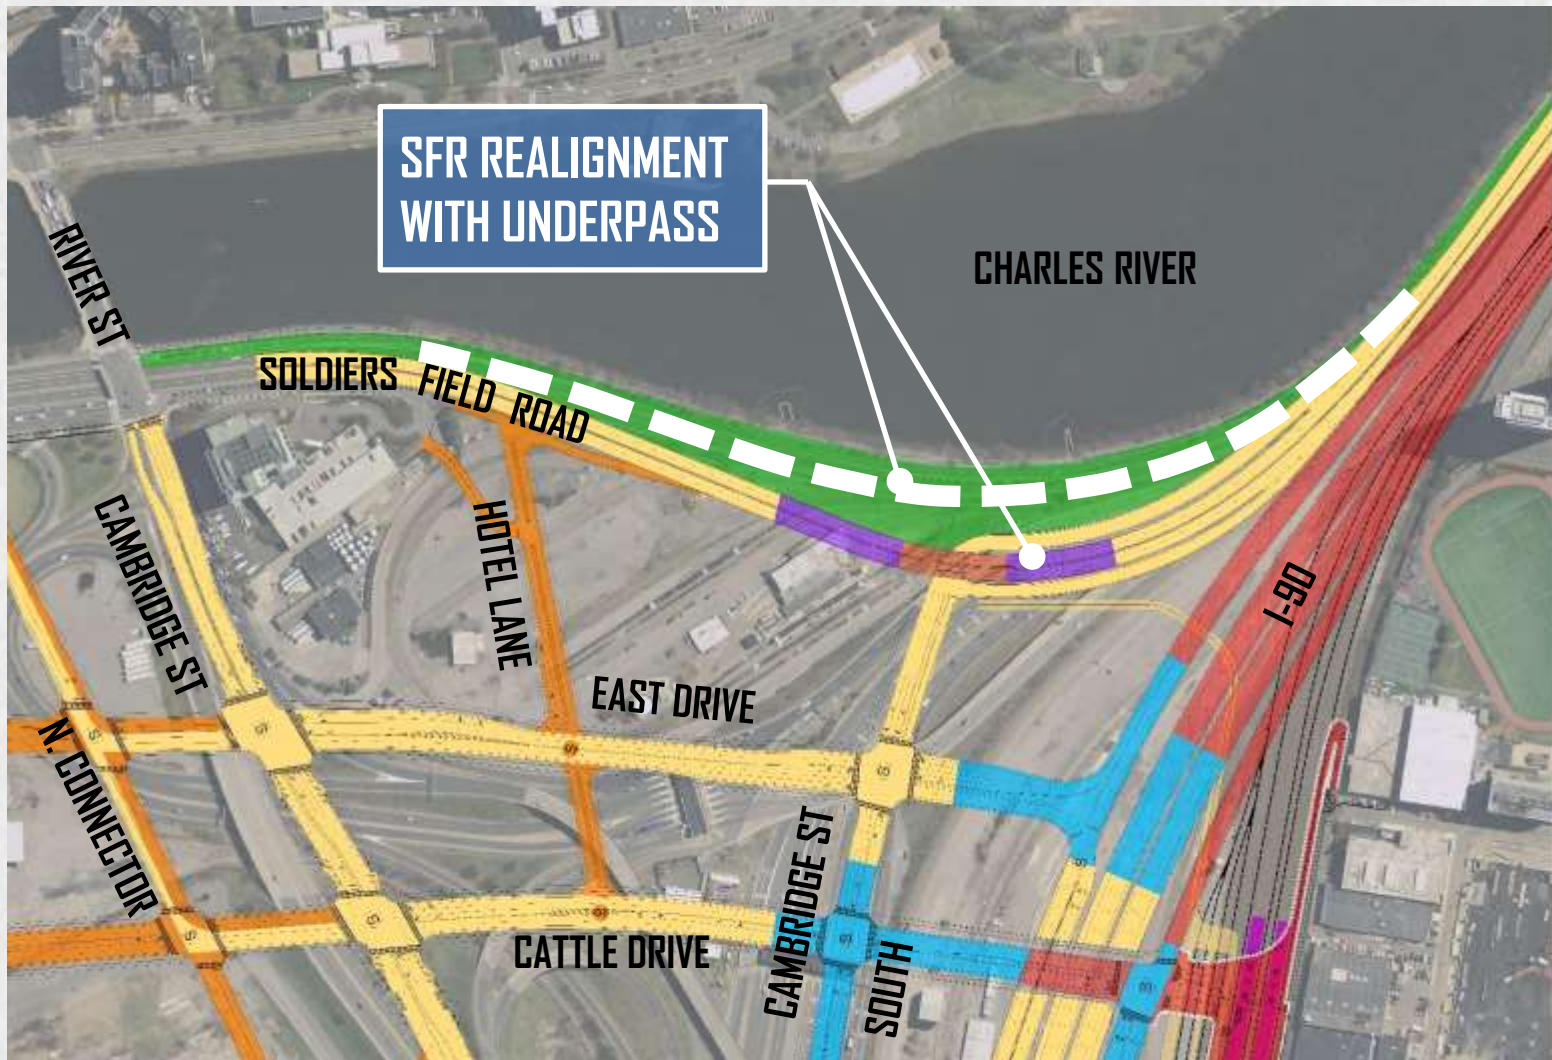 SFR REALIGNMENT
WITH UNDERPASS
CHARLES RIVER
RIVER ST
SOLDIERS FIELD ROAD
CAMBRIDGE ST
HOTEL LANE
I-90
EAST DRIVE
N. CONNECTOR
CAMBRIDGE ST
SOUTH
CATTLE DRIVE